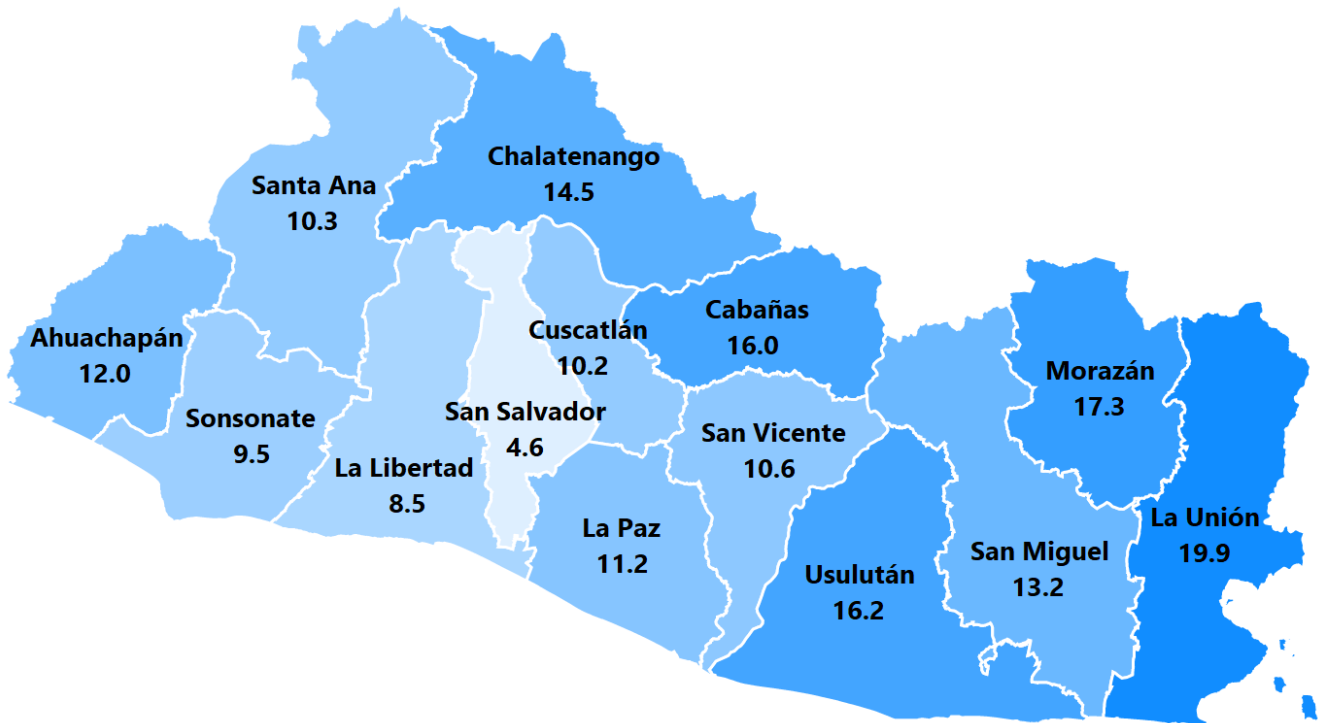 Chalatenango
14.5
Santa Ana
10.3
Cabañas
16.0
Ahuachapán
12.0
Cuscatlán
10.2
Morazán
17.3
Sonsonate
9.5
San Salvador
4.6
San Vicente
10.6
La Libertad
8.5
La Paz
11.2
La Unión
19.9
San Miguel
13.2
Usulután
16.2